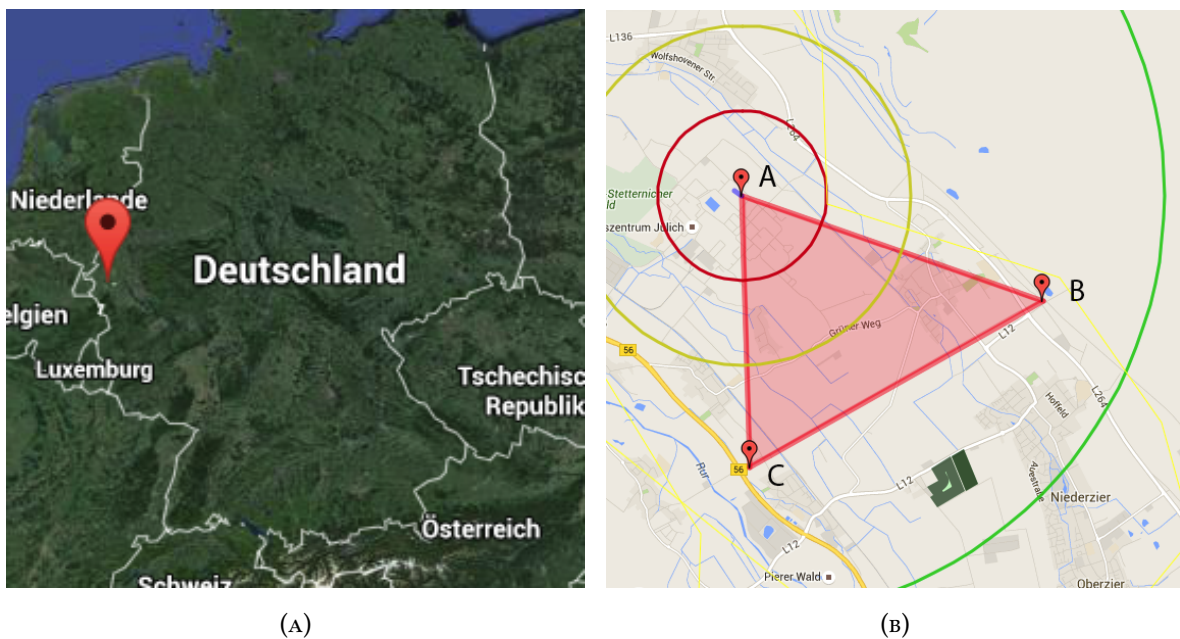 Niederlande
Deutschland
elgien
Luxemburg
Tschechisc
Republik
Österreich
Schweiz
(A)
L136
Wolfshovener Str.
L264
A
Stetternicher
ld
szentrum Jülich
B
Grüner Weg
L12
56
L264
Hoffeld
56
C
Rur
L12
Niederzier
L12
Pierer Wald
Oberzier
(B)